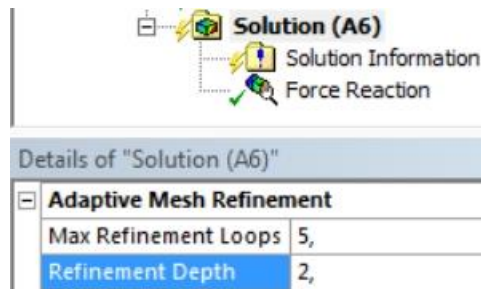 Solution (A6)
Solution Information
Force Reaction
Details of "Solution (A6)"
Adaptive Mesh Refinement
Max Refinement Loops 5,
Refinement Depth 2,